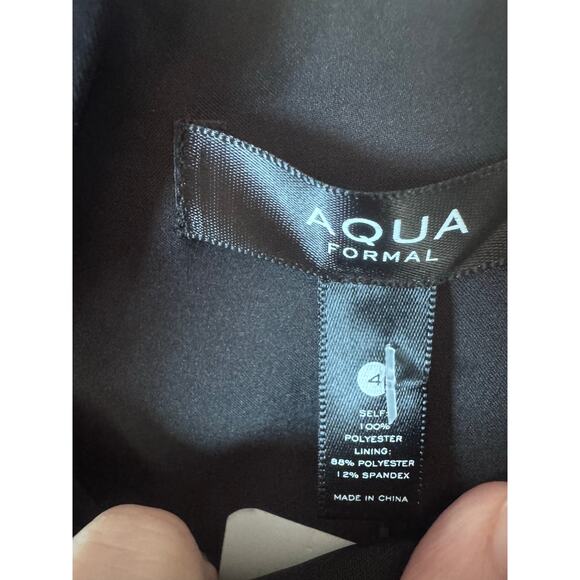 AQUA
FORMAL
4
SELF:
100%
POLYESTER
LINING:
88% POLYESTER
12% SPANDEX
MADE IN CHINA